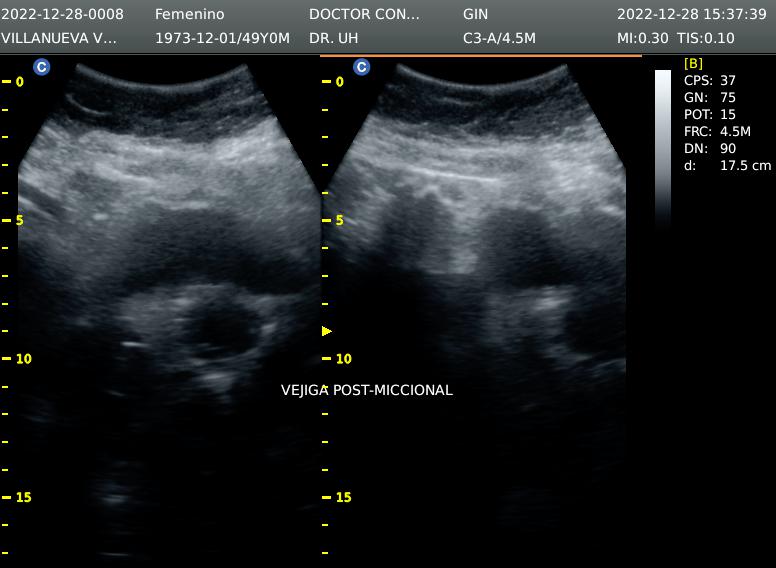 2022-12-28-0008 Femenino DOCTOR CON... GIN 2022-12-28 15:37:39
VILLANUEVA V... 1973-12-01/49Y0M DR. UH C3-A/4.5M MI:0.30 TIS:0.10
C
C
[B]
CPS: 37
GN: 75
POT: 15
FRC: 4.5M
DN: 90
d: 17.5 cm
0
5
10
15
0
5
10
15
VEJIGA POST-MICCIONAL